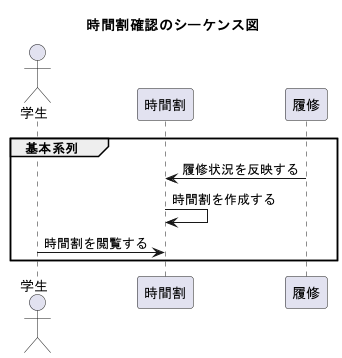 時間割確認のシーケンス図
学生
時間割
履修
基本系列
履修状況を反映する
時間割を作成する
時間割を閲覧する
学生
時間割
履修